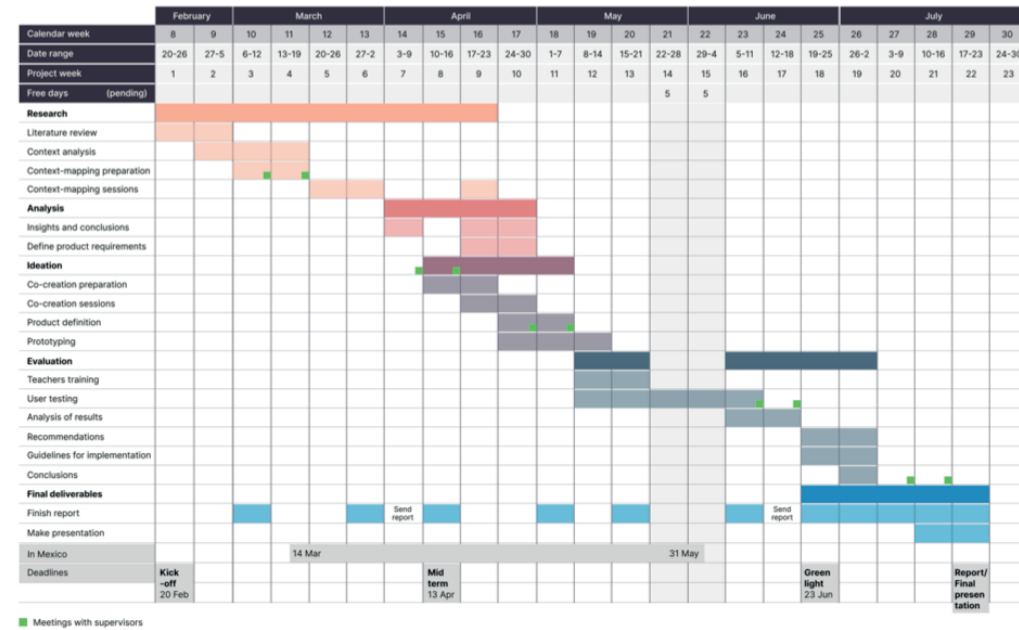 February March April May June July
Calendar week 8 9 10 11 12 13 14 15 16 17 18 19 20 21 22 23 24 25 26 27 28 29 30
Date range 20-26 27-5 6-12 13-19 20-26 27-2 3-9 10-16 17-23 24-30 1-7 8-14 15-21 22-28 29-4 5-11 12-18 19-25 26-2 3-9 10-16 17-23 24-30
Project week 1 2 3 4 5 6 7 8 9 10 11 12 13 14 15 16 17 18 19 20 21 22 23
Free days (pending) 5 5
Research
Literature review
Context analysis
Context-mapping preparation
Context-mapping sessions
Analysis
Insights and conclusions
Define product requirements
Ideation
Co-creation preparation
Co-creation sessions
Product definition
Prototyping
Evaluation
Teachers training
User testing
Analysis of results
Recommendations
Guidelines for implementation
Conclusions
Final deliverables
Finish report
Send
report
Send
report
Make presentation
In Mexico 14 Mar 31 May
Deadlines
Kick
-off
20 Feb
Mid
term
13 Apr
Green
light
23 Jun
Report/
Final
presen
tation
Meetings with supervisors